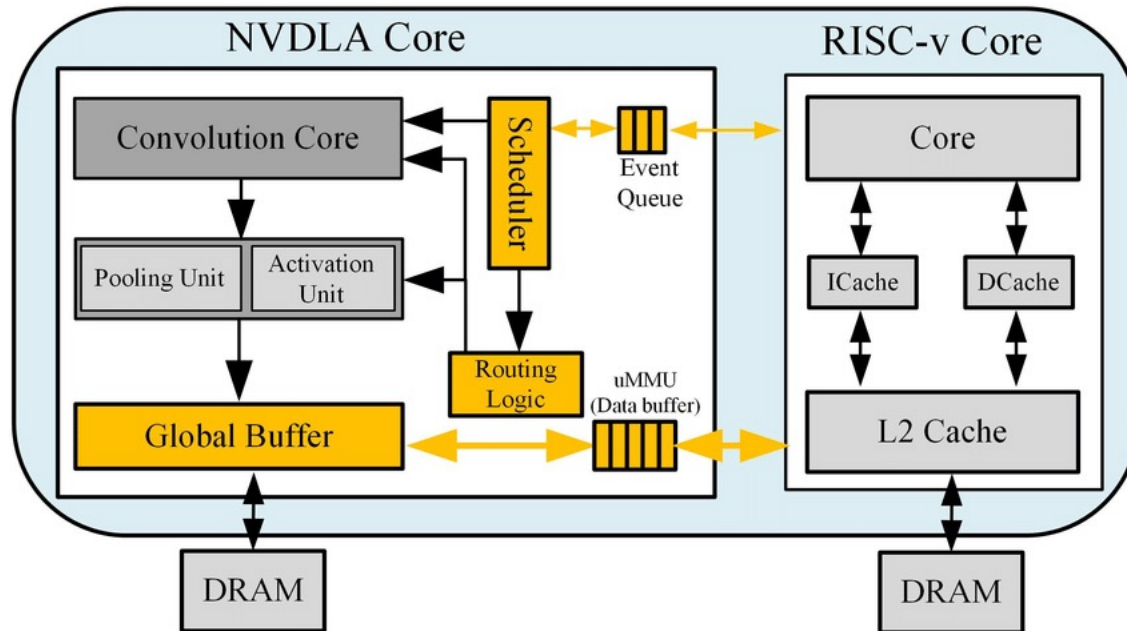 NVDLA Core
RISC-v Core
Convolution Core
Scheduler
Event
Queue
Core
Pooling Unit
Activation
Unit
ICache
DCache
Routing
Logic
uMMU
(Data buffer)
Global Buffer
L2 Cache
DRAM
DRAM